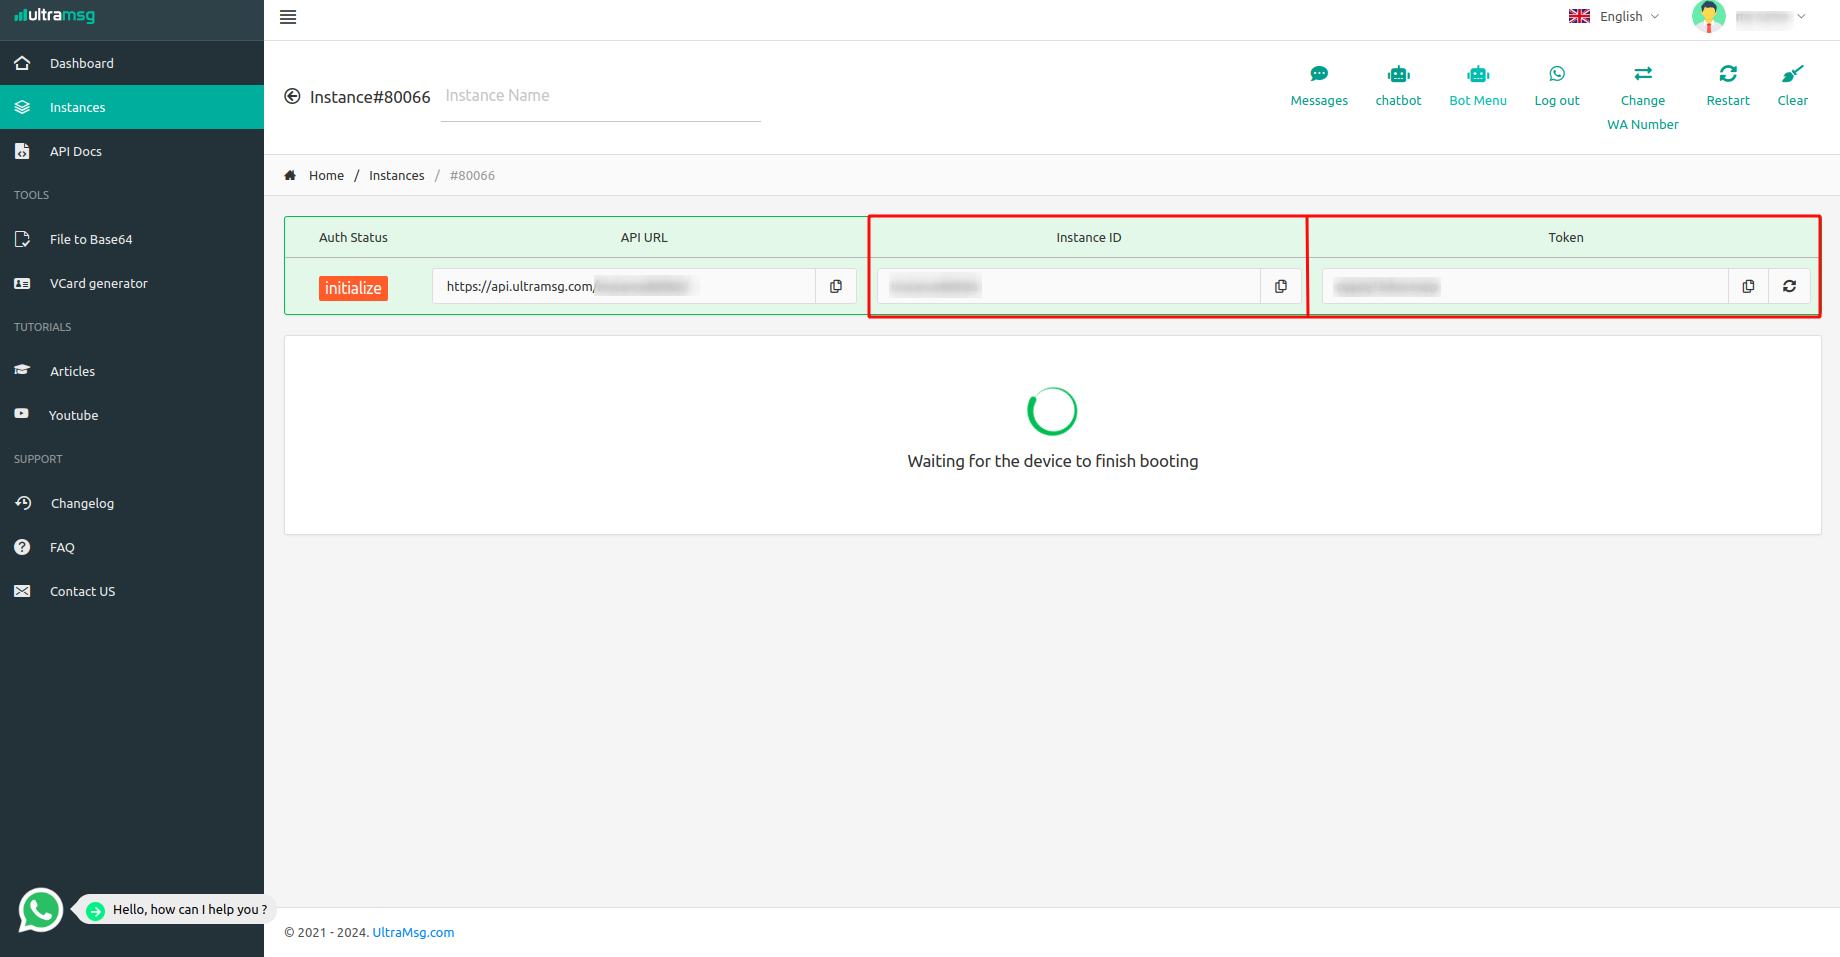 ultramsg
English
Dashboard
Instances
API Docs
TOOLS
File to Base64
VCard generator
TUTORIALS
Articles
Youtube
SUPPORT
Changelog
FAQ
Contact US
Hello, how can I help you ?
Instance#80066 Instance Name
Messages
chatbot
Bot Menu
Log out
Change
WA Number
Restart
Clear
Home / Instances / #80066
Auth Status API URL Instance ID Token
initialize https://api.ultramsg.com/
Waiting for the device to finish booting
© 2021 - 2024. UltraMsg.com